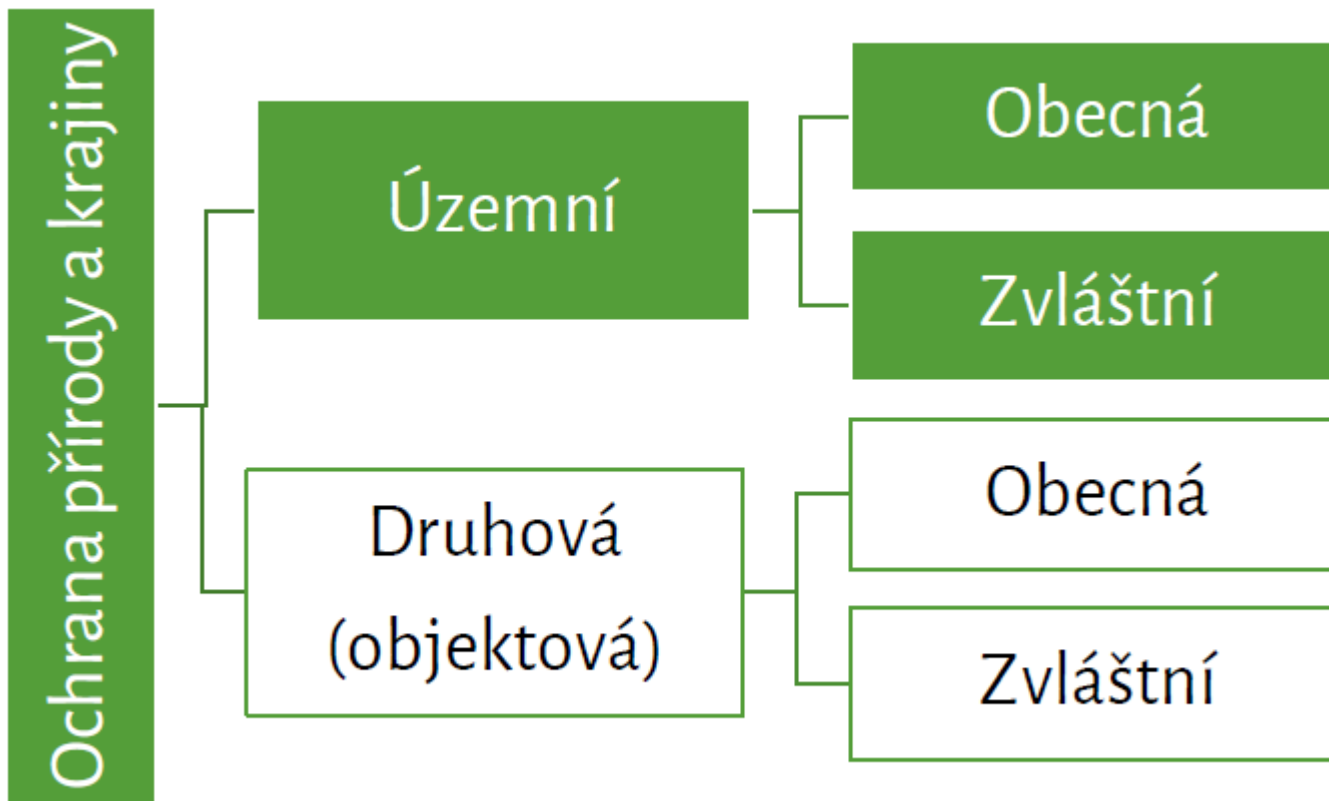 Ochrana přírody a krajiny
Územní
Obecná
Zvláštní
Druhová
(objektová)
Obecná
Zvláštní